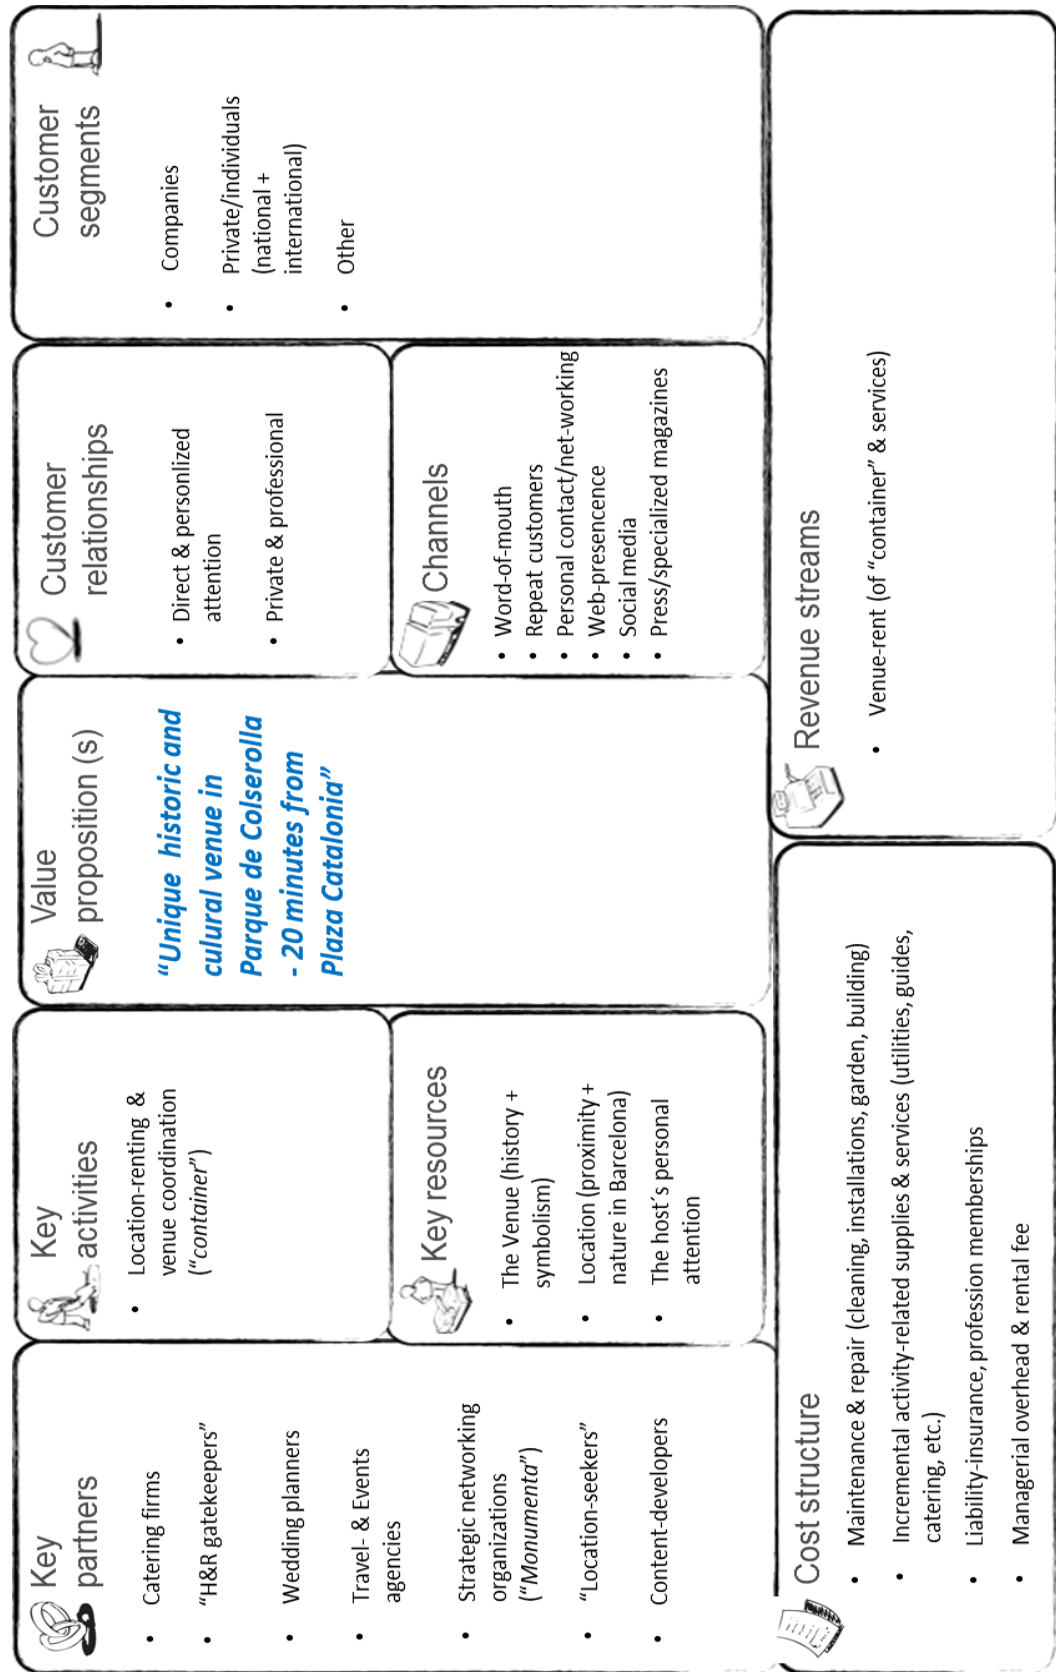 Key
partners
• Catering firms
• “H&R gatekeepers”
• Wedding planners
• Travel- & Events
agencies
• Strategic networking
organizations
(“Monumenta”)
• “Location-seekers”
• Content-developers
Key
activities
• Location-renting &
venue coordination
(“container”)
Key resources
• The Venue (history +
symbolism)
• Location (proximity +
nature in Barcelona)
• The host´s personal
attention
Value
proposition (s)
“Unique historic and
culural venue in
Parque de Colserolla
- 20 minutes from
Plaza Catalonia”
Customer
relationships
• Direct & personlized
attention
• Private & professional
Channels
• Word-of-mouth
• Repeat customers
• Personal contact/net-working
• Web-presencence
• Social media
• Press/specialized magazines
Customer
segments
• Companies
• Private/individuals
(national +
international)
• Other
Cost structure
• Maintenance & repair (cleaning, installations, garden, building)
• Incremental activity-related supplies & services (utilities, guides,
catering, etc.)
• Liability-insurance, profession memberships
• Managerial overhead & rental fee
Revenue streams
• Venue-rent (of “container” & services)